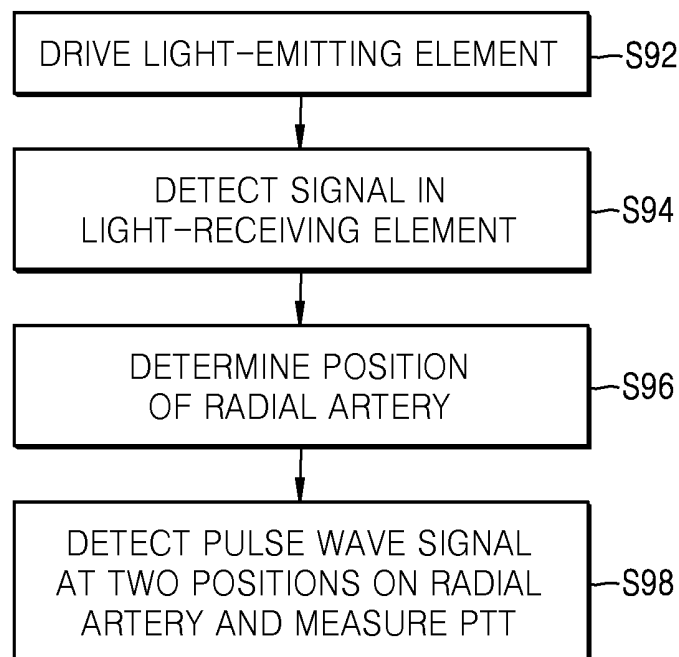 DRIVE LIGHT-EMITTING ELEMENT
S92
DETECT SIGNAL IN
LIGHT-RECEIVING ELEMENT
S94
DETERMINE POSITION
OF RADIAL ARTERY
S96
DETECT PULSE WAVE SIGNAL
AT TWO POSITIONS ON RADIAL
ARTERY AND MEASURE PTT
S98